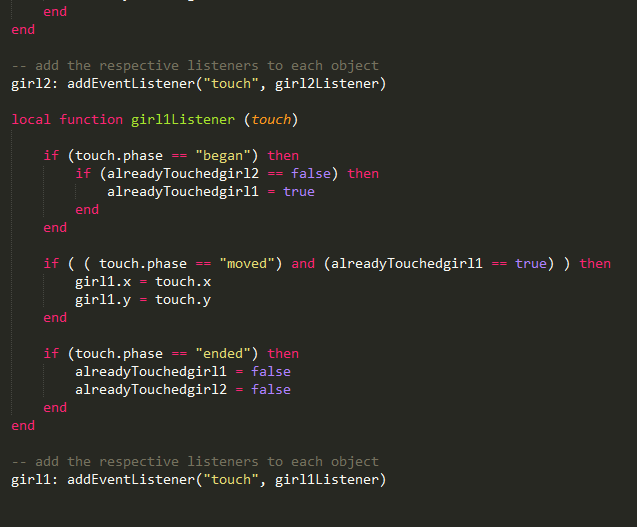 end
end
-- add the respective listeners to each object
girl2: addEventListener("touch", girl2Listener)
local function girl1Listener (touch)
if (touch.phase == "began") then
if (alreadyTouchedgirl2 == false) then
alreadyTouchedgirl1 = true
end
end
if ( ( touch.phase == "moved") and (alreadyTouchedgirl1 == true) ) then
girl1.x = touch.x
girl1.y = touch.y
end
if (touch.phase == "ended") then
alreadyTouchedgirl1 = false
alreadyTouchedgirl2 = false
end
end
-- add the respective listeners to each object
girl1: addEventListener("touch", girl1Listener)